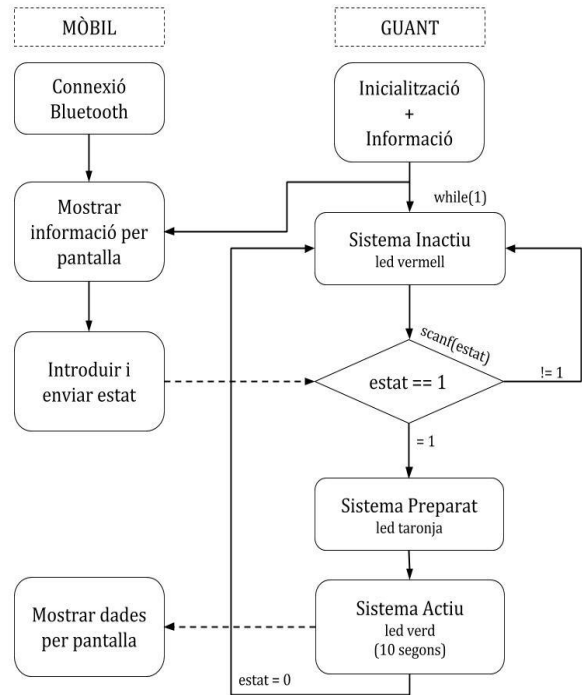 MÒBIL
GUANT
Connexió
Bluetooth
Inicialització
+
Informació
while(1)
Mostrar
informació per
pantalla
Sistema Inactiu
led vermell
scanf(estat)
Introduir i
enviar estat
estat == 1
!= 1
= 1
Sistema Preparat
led taronja
Mostrar dades
per pantalla
Sistema Actiu
led verd
(10 segons)
estat = 0